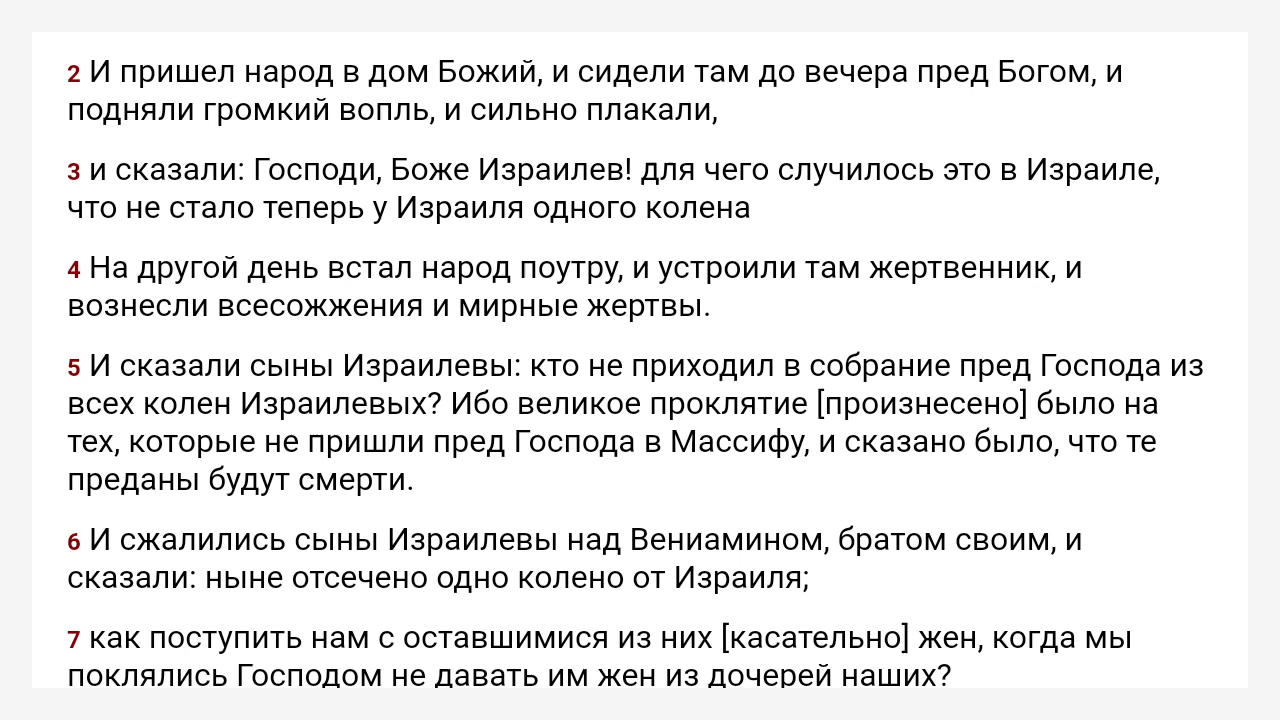 2 И пришел народ в дом Божий, и сидели там до вечера пред Богом, и
подняли громкий вопль, и сильно плакали,
3 и сказали: Господи, Боже Израилев! для чего случилось это в Израиле,
что не стало теперь у Израиля одного колена
4 На другой день встал народ поутру, и устроили там жертвенник, и
вознесли всесожжения и мирные жертвы.
5 И сказали сыны Израилевы: кто не приходил в собрание пред Господа из
всех колен Израилевых? Ибо великое проклятие [произнесено] было на
тех, которые не пришли пред Господа в Массифу, и сказано было, что те
преданы будут смерти.
6 И сжалились сыны Израилевы над Вениамином, братом своим, и
сказали: ныне отсечено одно колено от Израиля;
7 как поступить нам с оставшимися из них [касательно] жен, когда мы
поклялись Господом не давать им жен из дочерей наших?